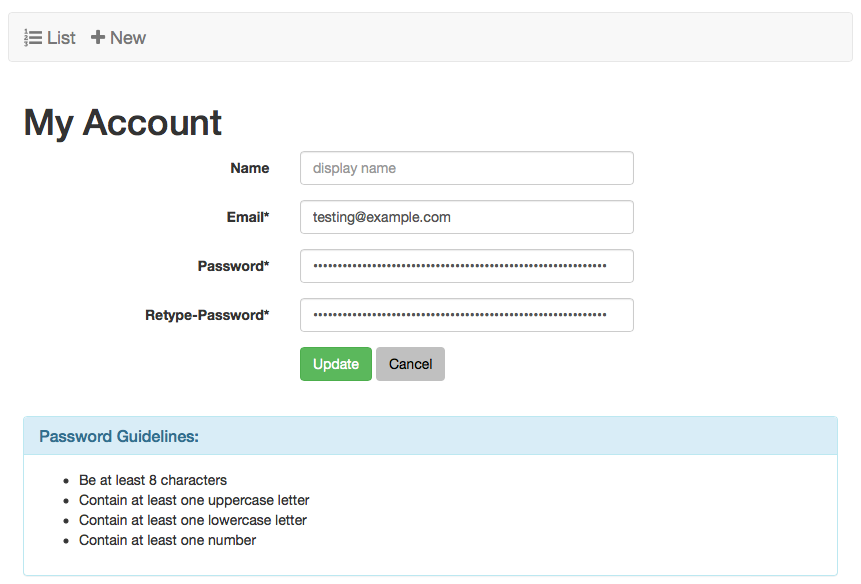 List New
My Account
Name display name
Email* testing@example.com
Password* ••••••••••••••••••••••••••••••••••••••••••••••••••••••••••••
Retype-Password* ••••••••••••••••••••••••••••••••••••••••••••••••••••••••••••
Update Cancel
Password Guidelines:
• Be at least 8 characters
• Contain at least one uppercase letter
• Contain at least one lowercase letter
• Contain at least one number